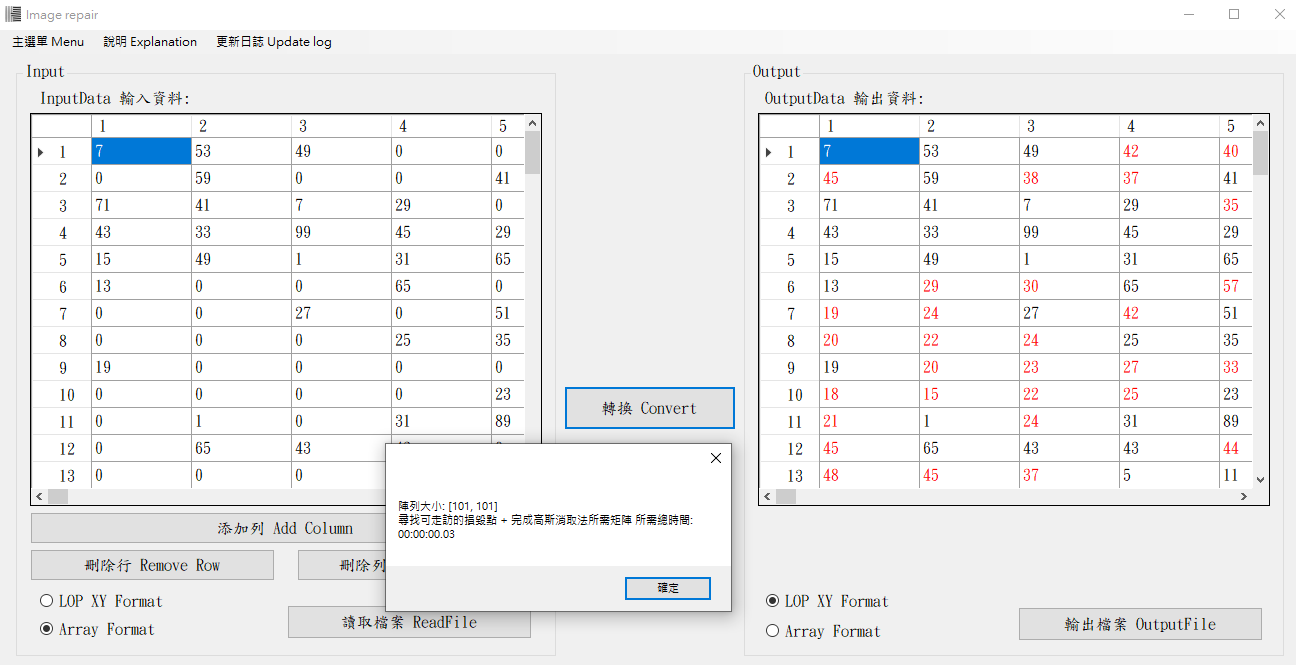 Image repair
主選單 Menu 說明 Explanation 更新日誌 Update log
Input
InputData 輸入資料:
1 2 3 4 5
1 7 53 49 0 0
2 0 59 0 0 41
3 71 41 7 29 0
4 43 33 99 45 29
5 15 49 1 31 65
6 13 0 0 65 0
7 0 0 27 0 51
8 0 0 0 25 35
9 19 0 0 0 0
10 0 0 0 0 23
11 0 1 0 31 89
12 0 65 43
13 0 0 0
添加列 Add Column
刪除行 Remove Row
刪除列
LOP XY Format
Array Format
讀取檔案 ReadFile
轉換 Convert
陣列大小: [101, 101]
尋找可走訪的損毀點 + 完成高斯消取法所需矩陣 所需總時間:
00:00:00.03
確定
Output
OutputData 輸出資料:
1 2 3 4 5
1 7 53 49 42 40
2 45 59 38 37 41
3 71 41 7 29 35
4 43 33 99 45 29
5 15 49 1 31 65
6 13 29 30 65 57
7 19 24 27 42 51
8 20 22 24 25 35
9 19 20 23 27 33
10 18 15 22 25 23
11 21 1 24 31 89
12 45 65 43 43 44
13 48 45 37 5 11
LOP XY Format
Array Format
輸出檔案 OutputFile